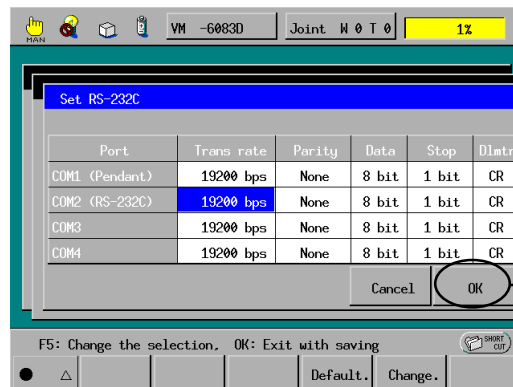 MAN VM -6083D Joint W 0 T 0 1%
Set RS-232C
Port Trans rate Parity Data Stop Dlmtr
COM1 (Pendant) 19200 bps None 8 bit 1 bit CR
COM2 (RS-232C) 19200 bps None 8 bit 1 bit CR
COM3 19200 bps None 8 bit 1 bit CR
COM4 19200 bps None 8 bit 1 bit CR
Cancel OK
F5: Change the selection, OK: Exit with saving SHORT CUT
Default. Change.